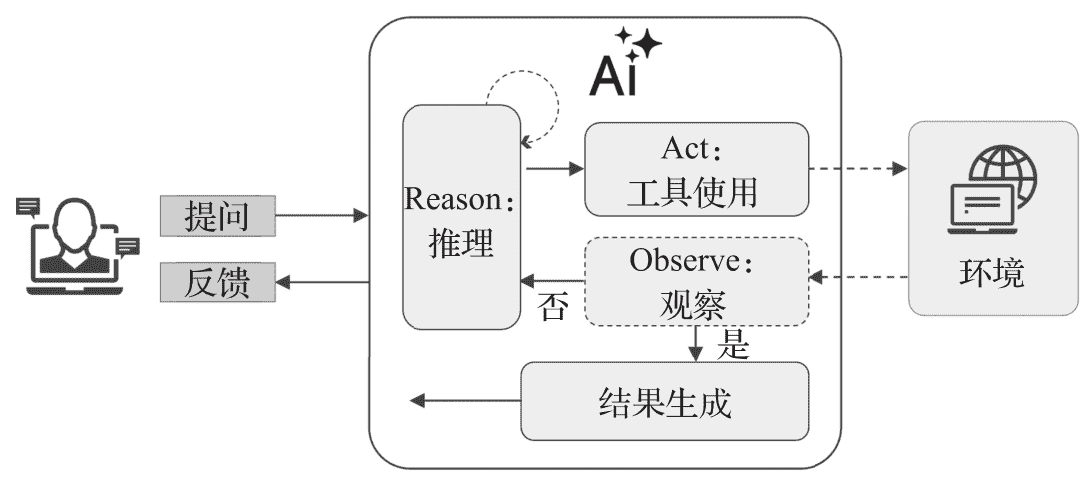 Ai
提问
反馈
Reason：
推理
Act：
工具使用
Observe：
观察
否
是
结果生成
环境